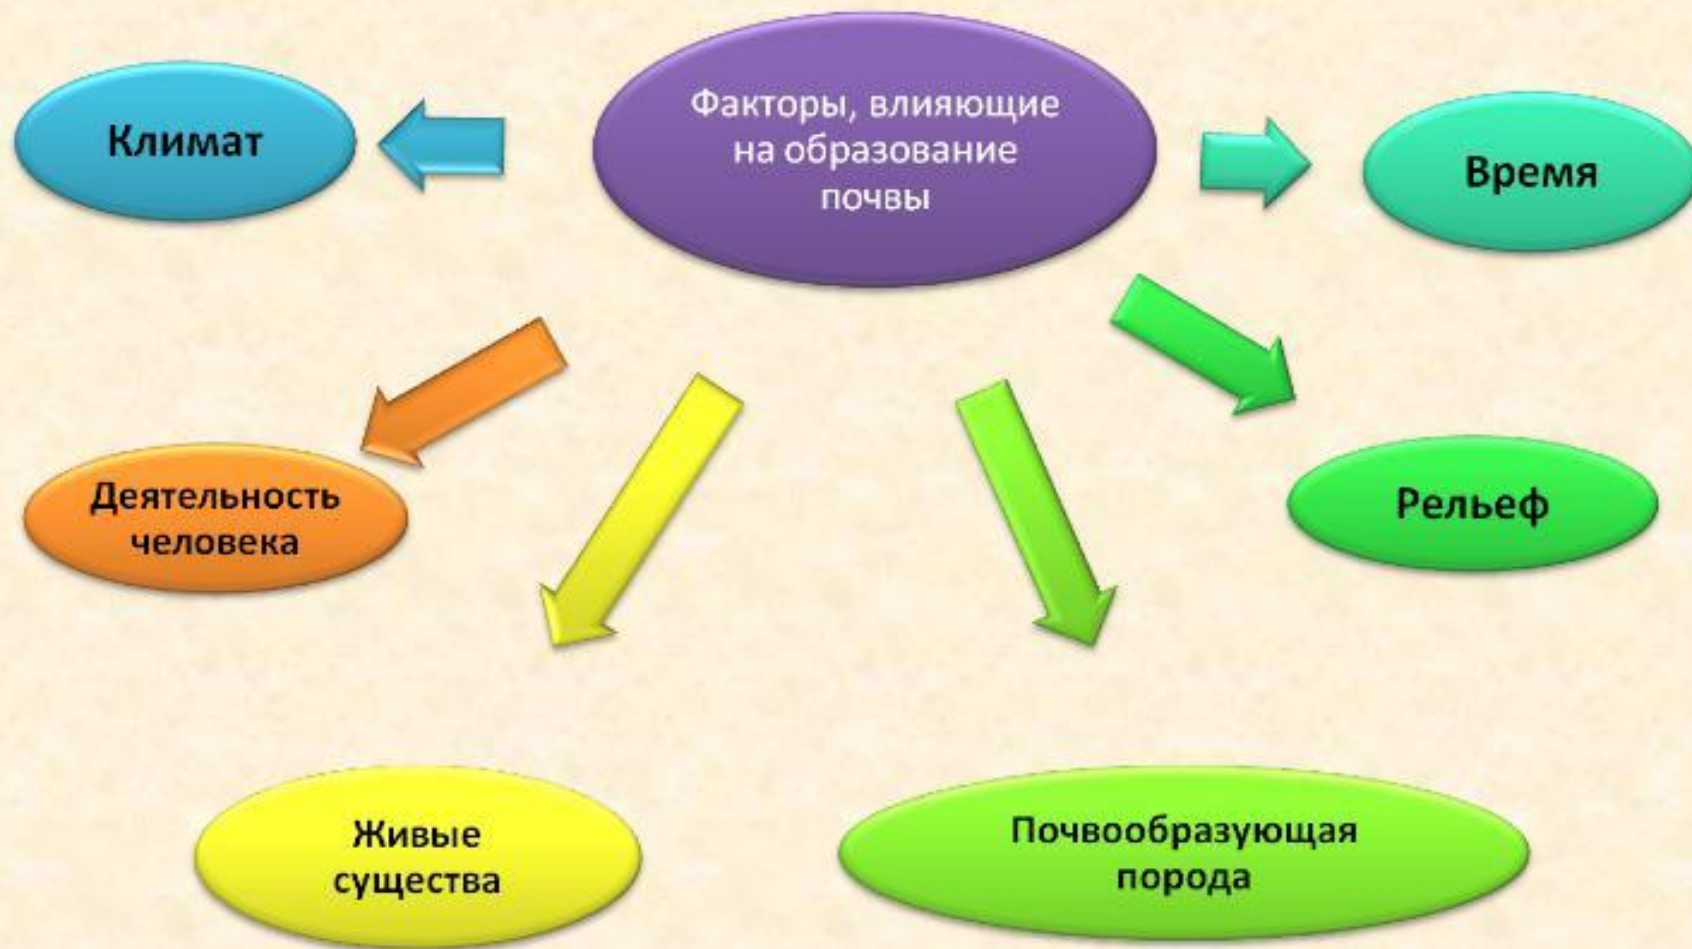 Факторы, влияющие
на образование
почвы
Климат
Время
Деятельность
человека
Рельеф
Живые
существа
Почвообразующая
порода